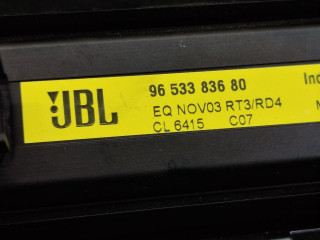 JBL
96 533 836 80
EQ NOV03 RT3/RD4
CL 6415 C07